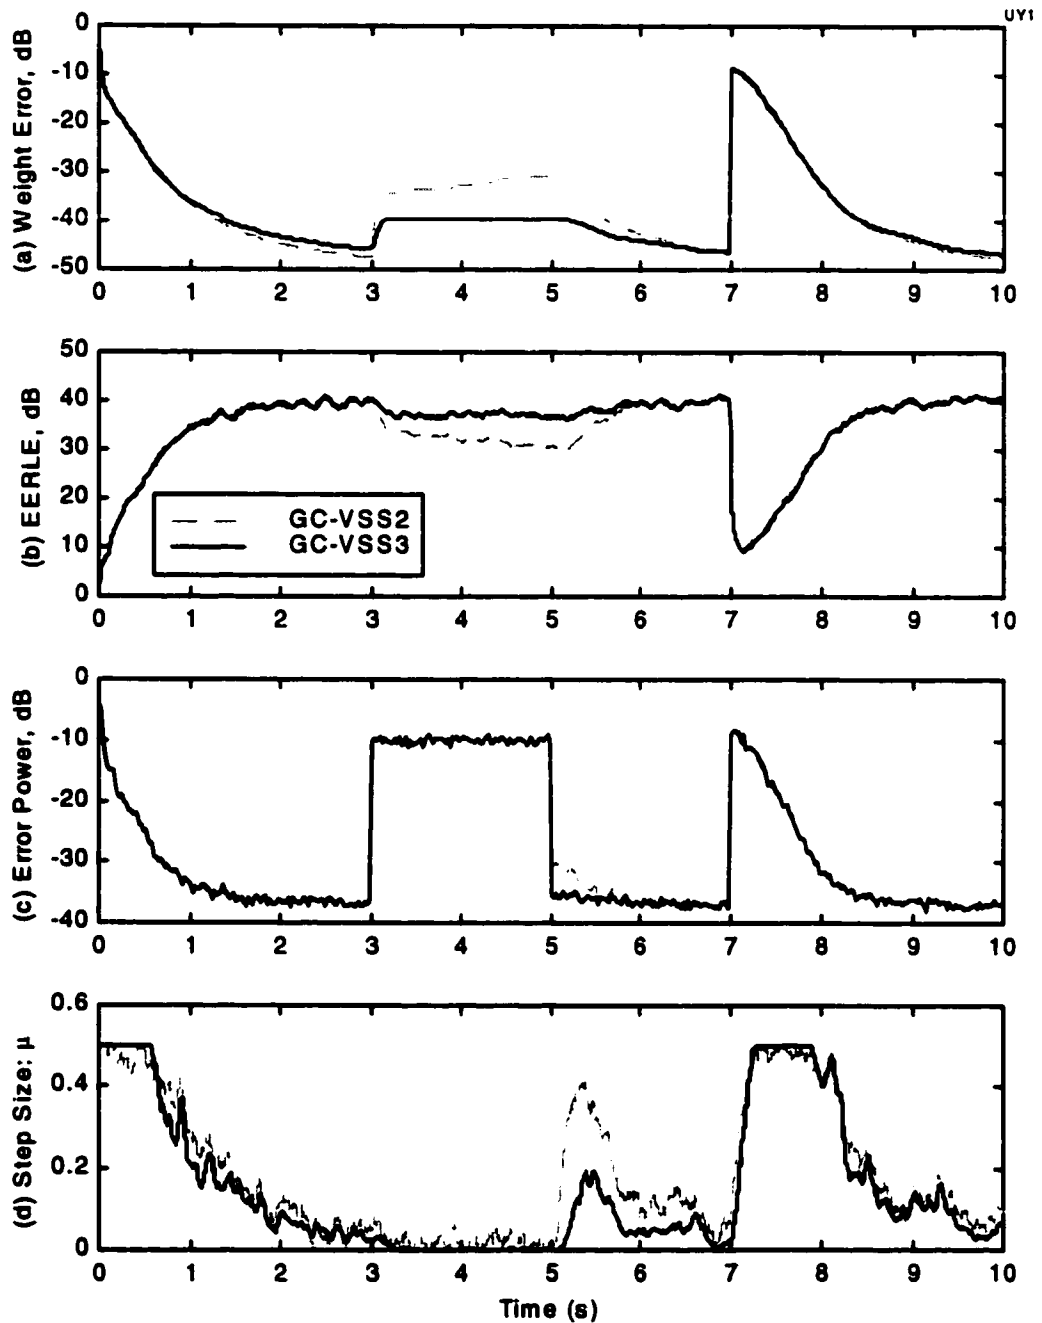 UY1
(a) Weight Error, dB
0
-10
-20
-30
-40
-50
0 1 2 3 4 5 6 7 8 9 10
(b) EERLE, dB
50
40
30
20
10
0
GC-VSS2
GC-VSS3
0 1 2 3 4 5 6 7 8 9 10
(c) Error Power, dB
0
-10
-20
-30
-40
0 1 2 3 4 5 6 7 8 9 10
(d) Step Size: µ
0.6
0.4
0.2
0
0 1 2 3 4 5 6 7 8 9 10
Time (s)